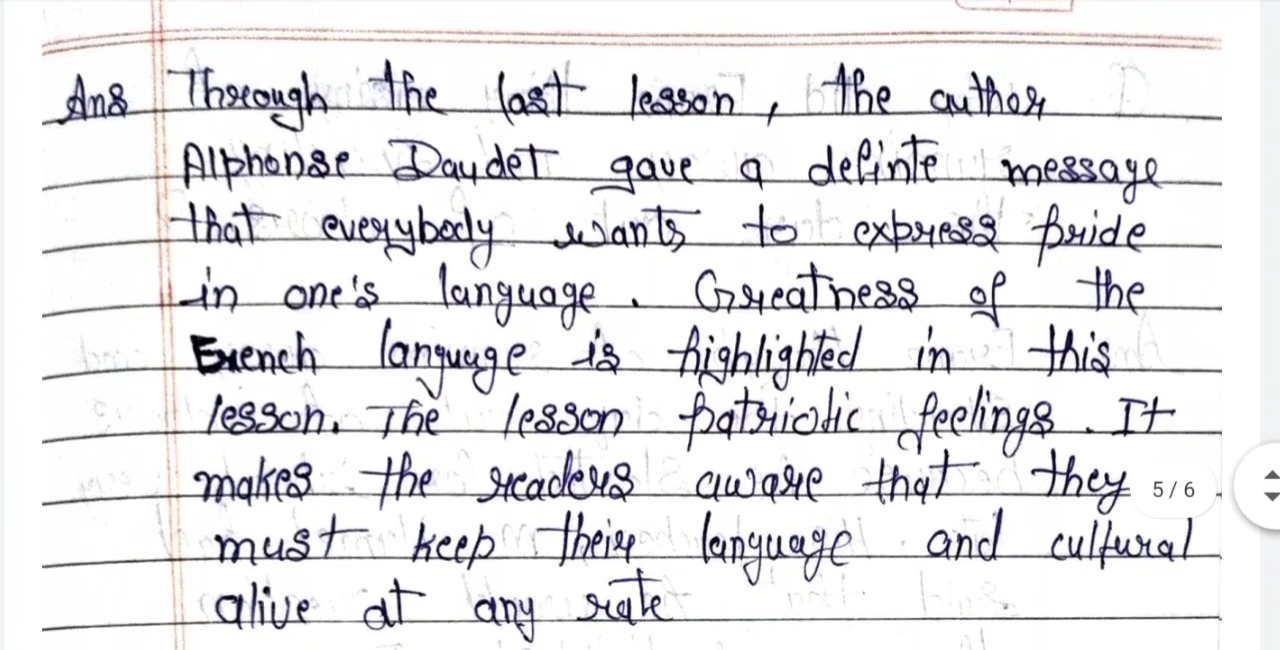 Ans Through the last lesson, the author
Alphonse Daudet gave a definte message
that everybody wants to express pride
in one's language. Greatness of the
French language is highlighted in this
lesson. The lesson patriotic feelings. It
makes the readers aware that they
5 / 6
must keep their language and cultural
alive at any rate